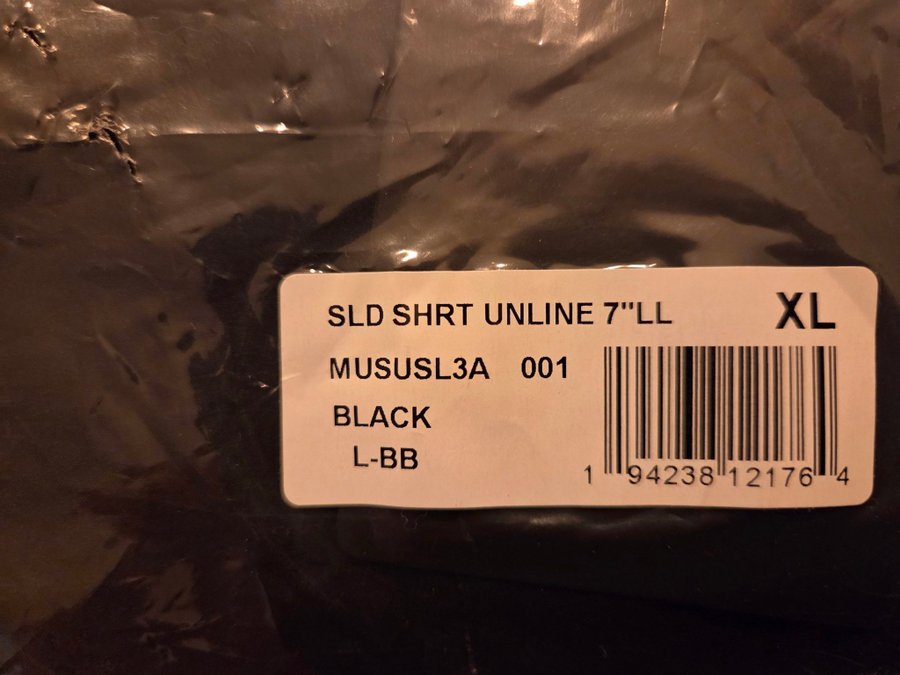 SLD SHRT UNLINE 7"LL XL
MUSUSL3A 001
BLACK
L-BB
1 94238 12176 4